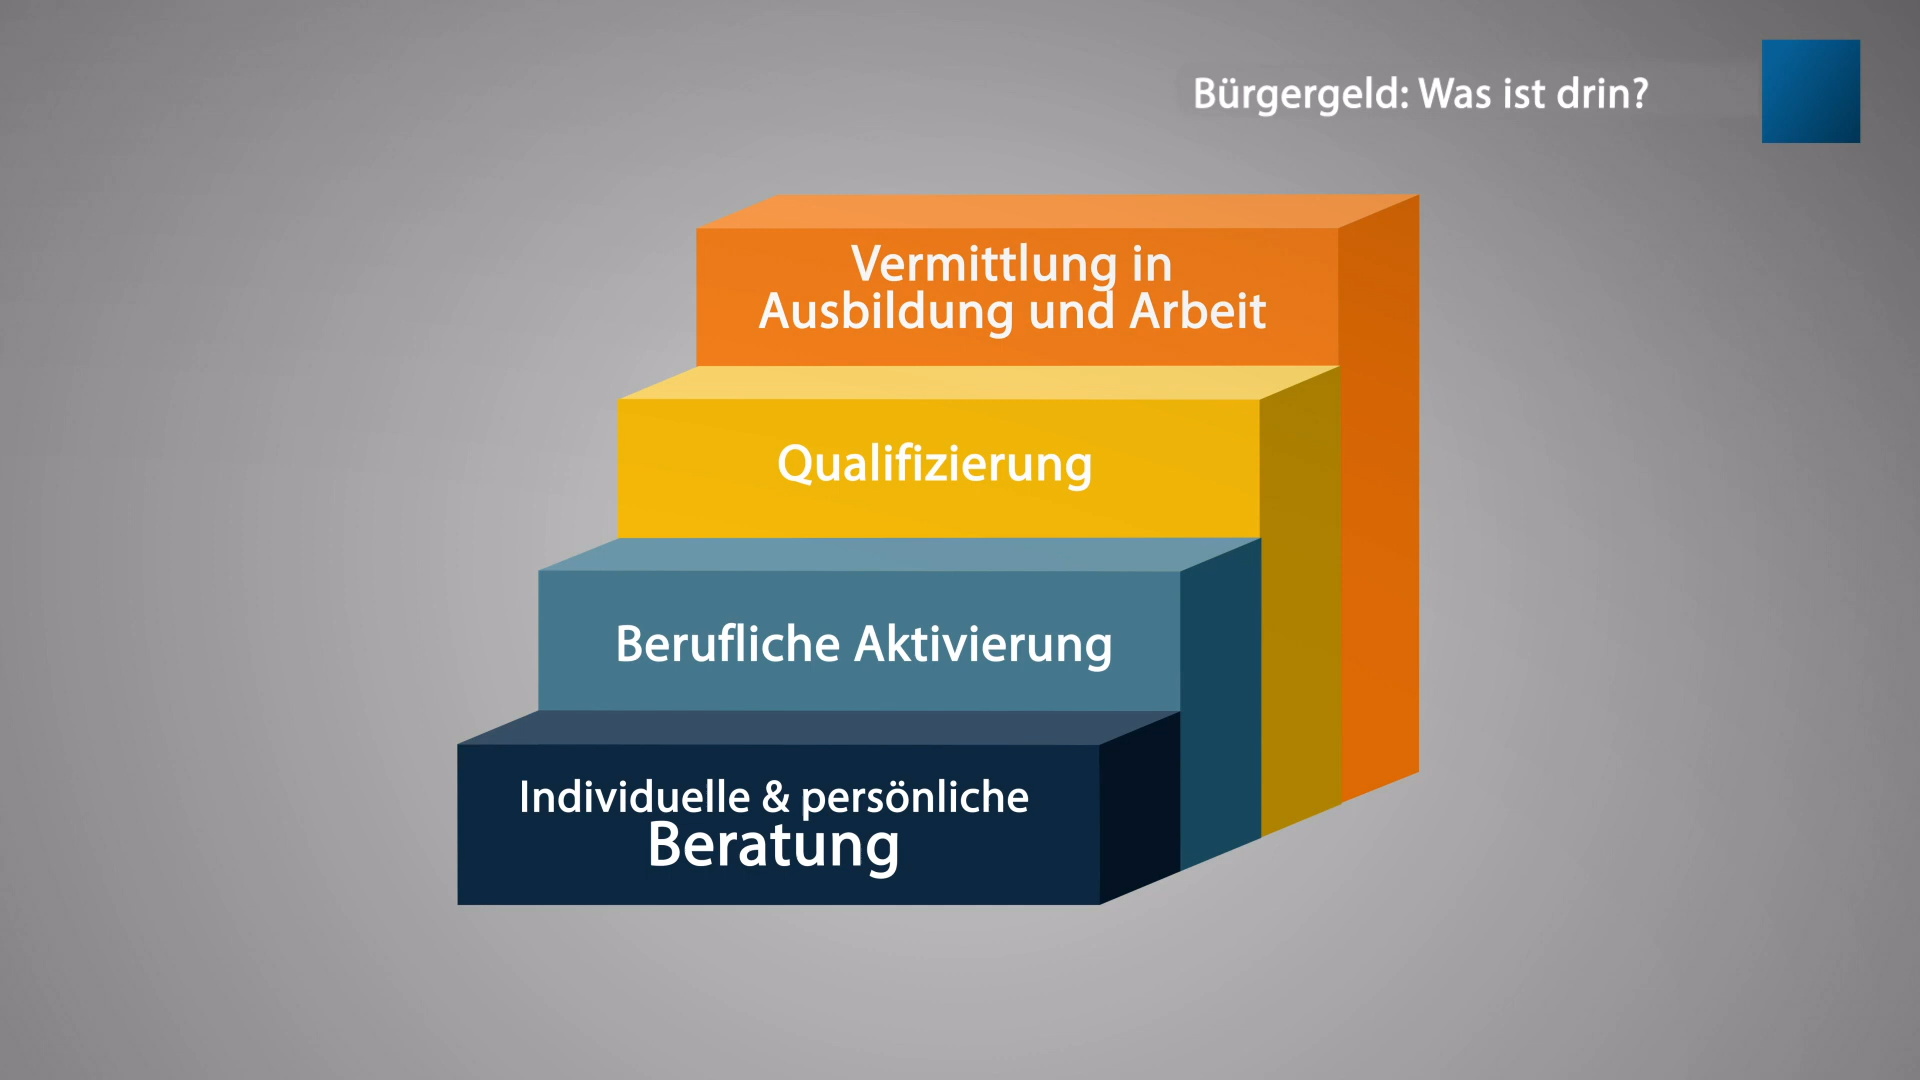 Bürgergeld: Was ist drin?
Vermittlung in
Ausbildung und Arbeit
Qualifizierung
Berufliche Aktivierung
Individuelle & persönliche
Beratung